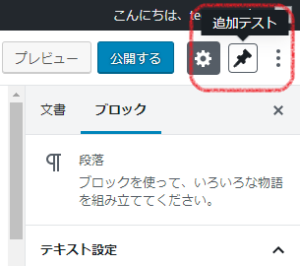 こんにちは、te
追加テスト
プレビュー
公開する
文書
ブロック
段落
ブロックを使って、いろいろな物語
を組み立ててください。
テキスト設定